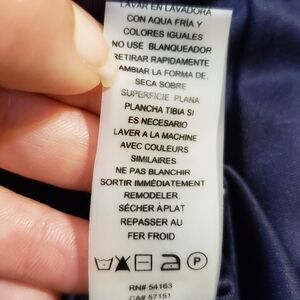 LAVAR EN LAVADORA
CON AQUA FRÍA Y
COLORES IGUALES
NO USE BLANQUEADOR
RETIRAR RAPIDAMENTE
CAMBIAR LA FORMA DE.
SECA SOBRE
SUPERFICIE PLANA
PLANCHA TIBIA SI
ES NECESARIO
LAVER A LA MACHINE
AVEC COULEURS
SIMILAIRES
NE PAS BLANCHIR
SORTIR IMMÉDIATEMENT
REMODELER.
SÉCHER À PLAT
REPASSER AU
FER FROID
P
RN# 54163
CA# 57151